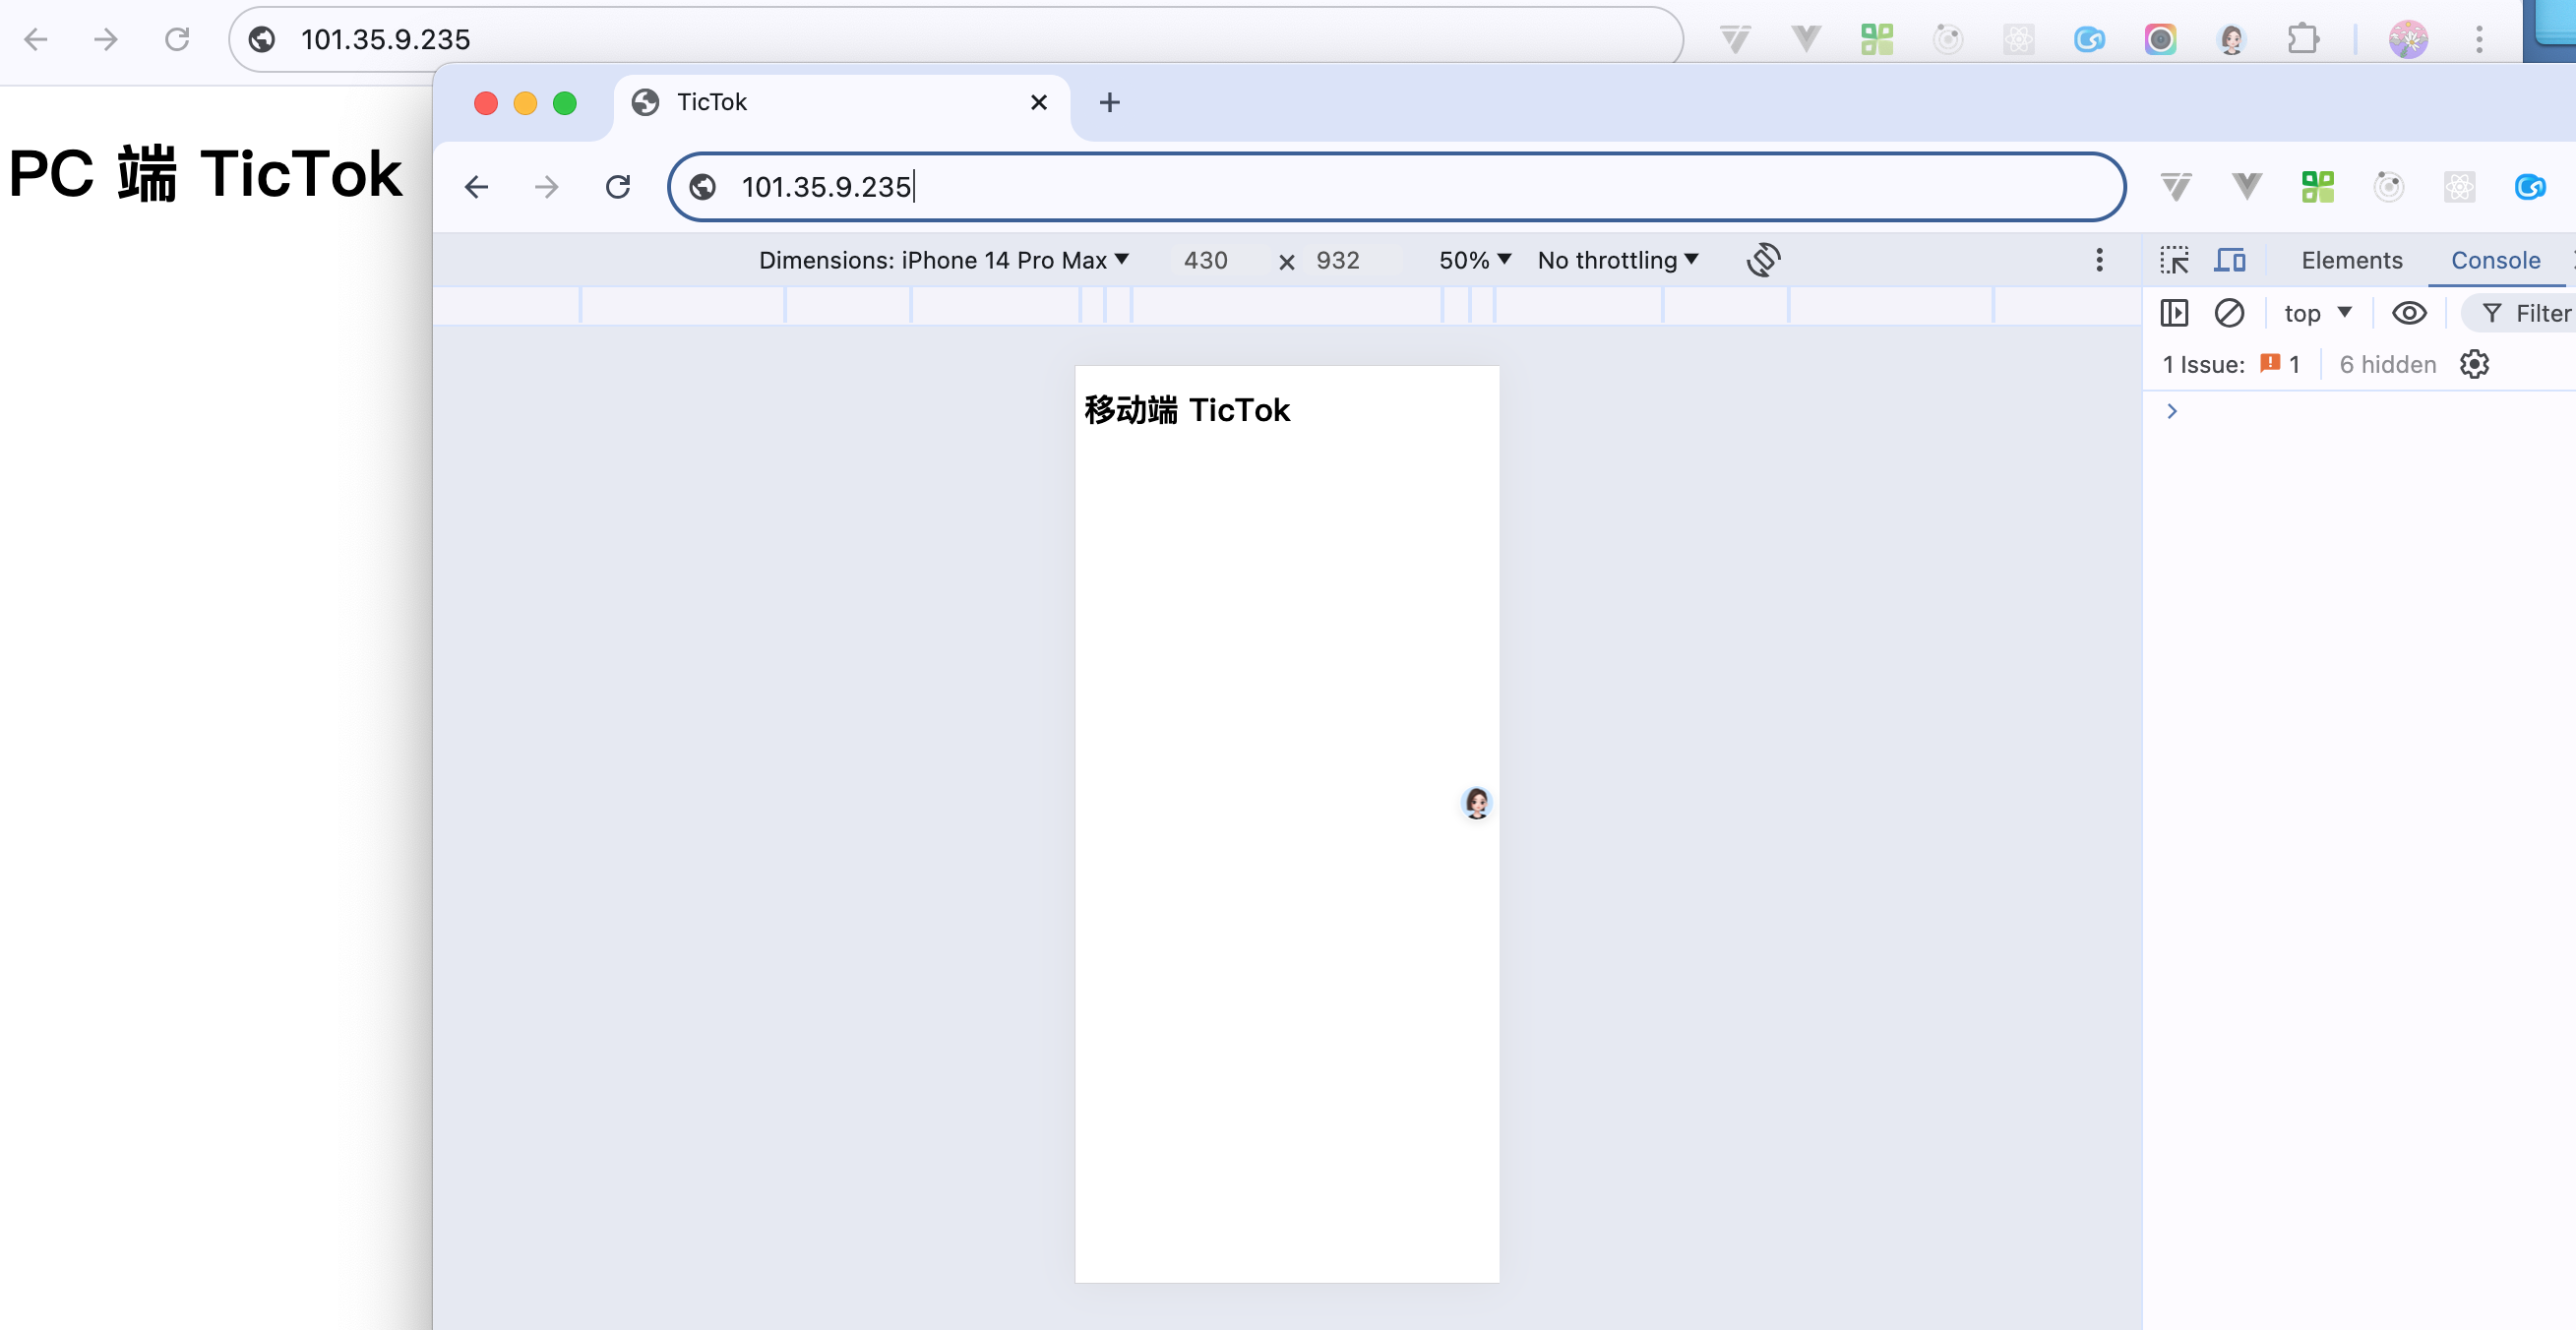 101.35.9.235
PC 端 TicTok
TicTok
101.35.9.235
Dimensions: iPhone 14 Pro Max 430 × 932 50% No throttling
Elements Console
top Filter
1 Issue: 1 6 hidden
移动端 TicTok